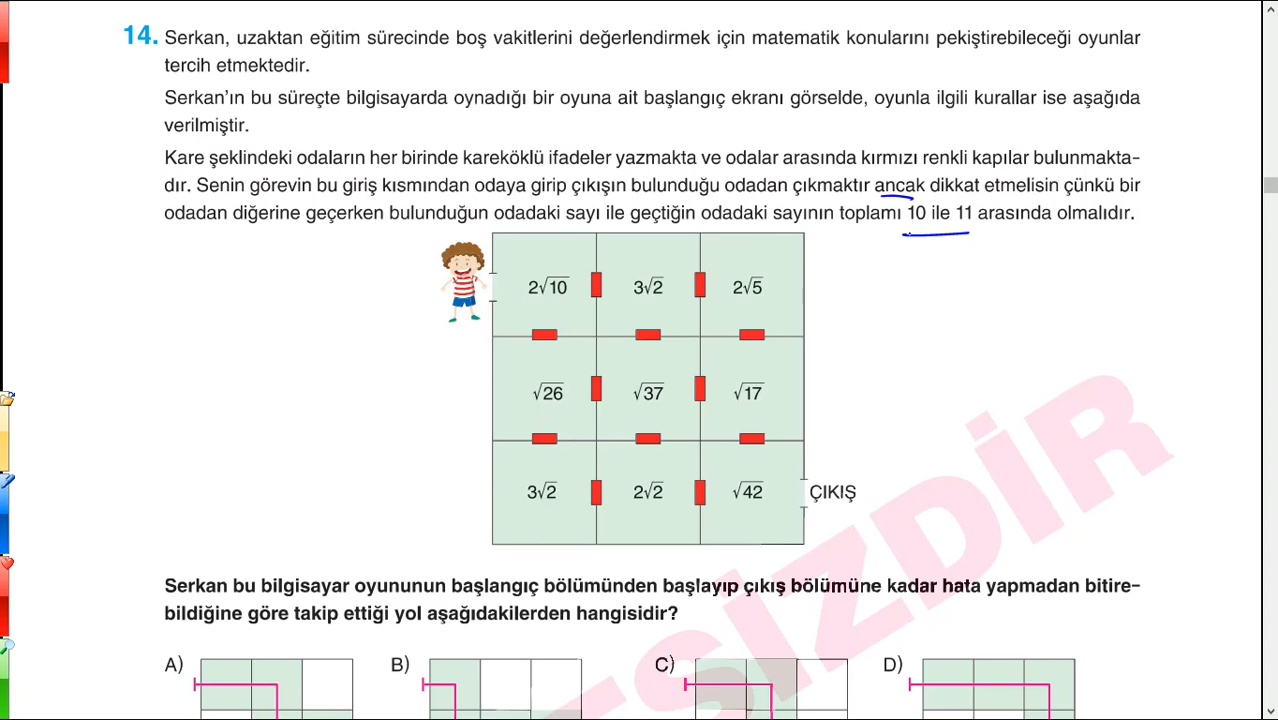 14. Serkan, uzaktan eğitim sürecinde boş vakitlerini değerlendirmek için matematik konularını pekiştirebileceği oyunlar
tercih etmektedir.
Serkan’ın bu süreçte bilgisayarda oynadığı bir oyuna ait başlangıç ekranı görselde, oyunla ilgili kurallar ise aşağıda
verilmiştir.
Kare şeklindeki odaların her birinde kareköklü ifadeler yazmakta ve odalar arasında kırmızı renkli kapılar bulunmakta-
dır. Senin görevin bu giriş kısmından odaya girip çıkışın bulunduğu odadan çıkmaktır ancak dikkat etmelisin çünkü bir
odadan diğerine geçerken bulunduğun odadaki sayı ile geçtiğin odadaki sayının toplamı 10 ile 11 arasında olmalıdır.
2√10 3√2 2√5
√26 √37 √17
3√2 2√2 √42 ÇIKIŞ
Serkan bu bilgisayar oyununun başlangıç bölümünden başlayıp çıkış bölümüne kadar hata yapmadan bitire-
bildiğine göre takip ettiği yol aşağıdakilerden hangisidir?
A) B) C) D)